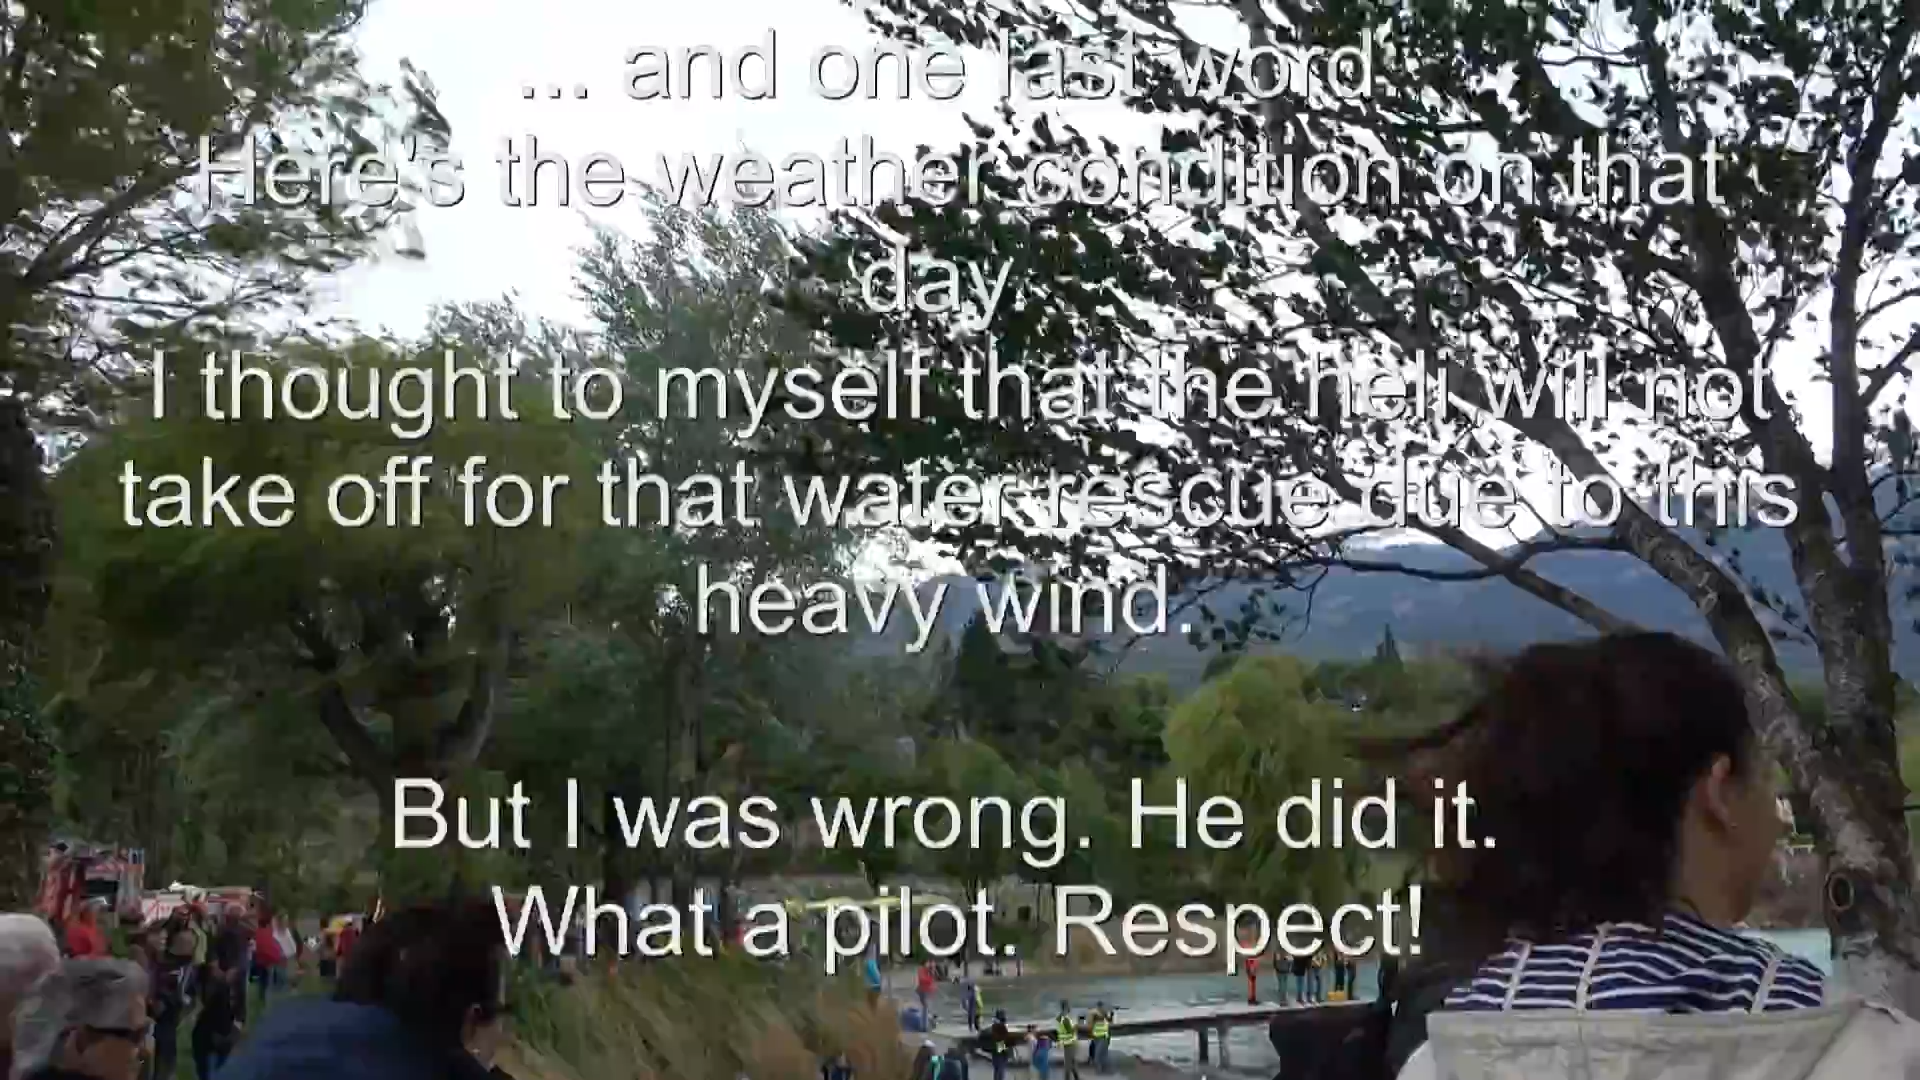 ... and one last word
Here's the weather condition on that
day
I thought to myself that the heli will not
take off for that water rescue due to this
heavy wind.
But I was wrong. He did it.
What a pilot. Respect!